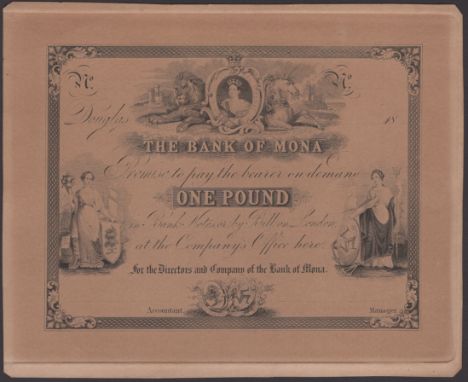 No. No.
Douglas 18
THE BANK OF MONA
Promise to pay the bearer on demand
ONE POUND
in Bank Notes or by Bill on London,
at the Company's Office here.
For the Directors and Company of the Bank of Mona.
Accountant. Manager.